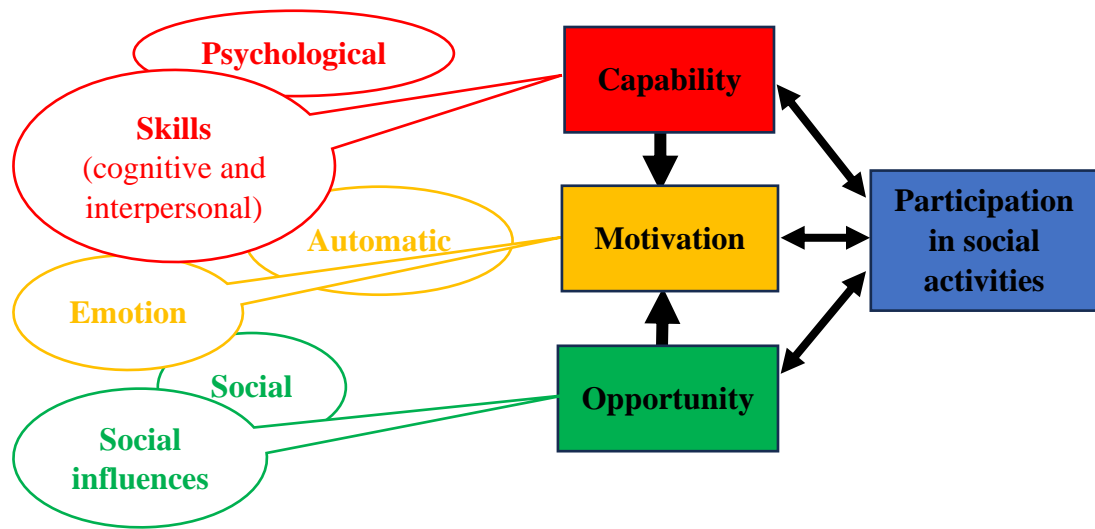 Psychological
Skills
(cognitive and
interpersonal)
Automatic
Emotion
Social
Social
influences
Capability
Motivation
Opportunity
Participation
in social
activities